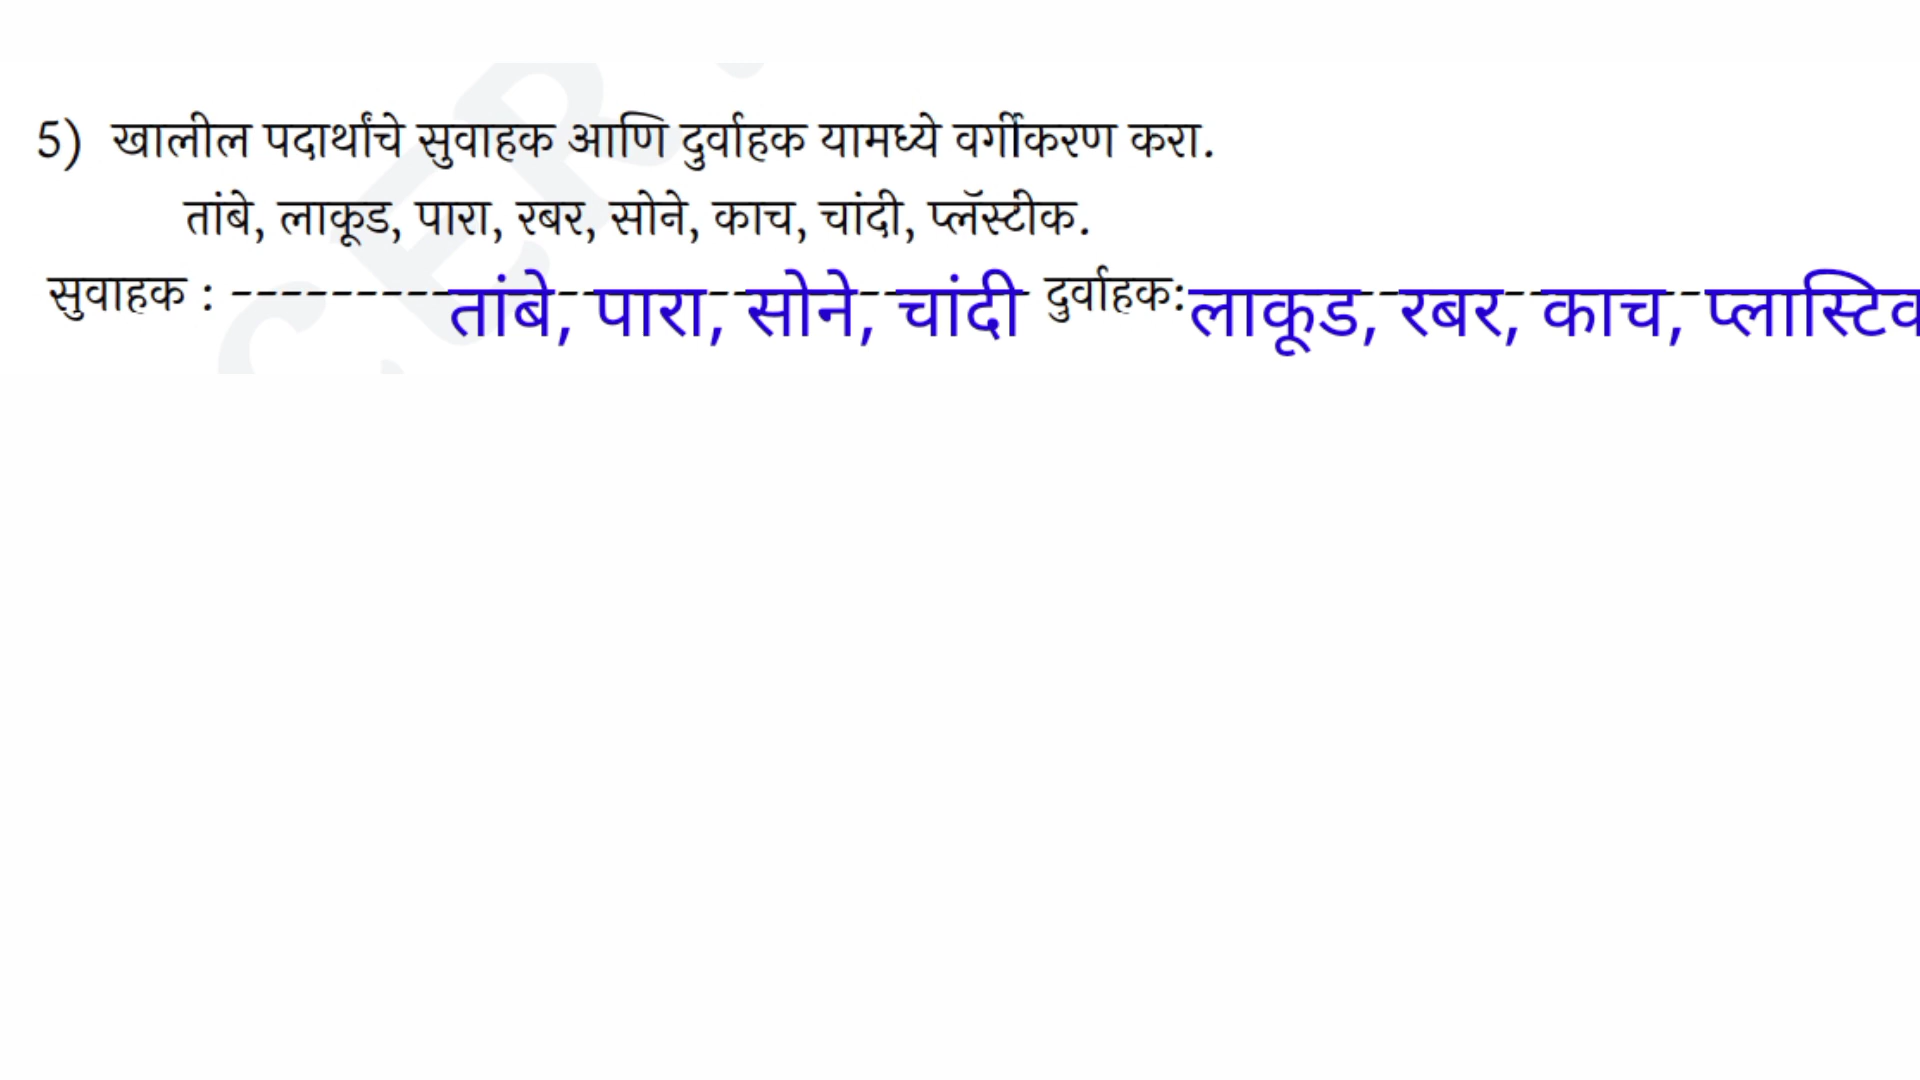 5) खालील पदार्थांचे सुवाहक आणि दुर्वाहक यामध्ये वर्गीकरण करा.
तांबे, लाकूड, पारा, रबर, सोने, काच, चांदी, प्लॅस्टीक.
सुवाहक : ---------तांबे, पारा, सोने, चांदी दुर्वाहक:लाकूड, रबर, काच,